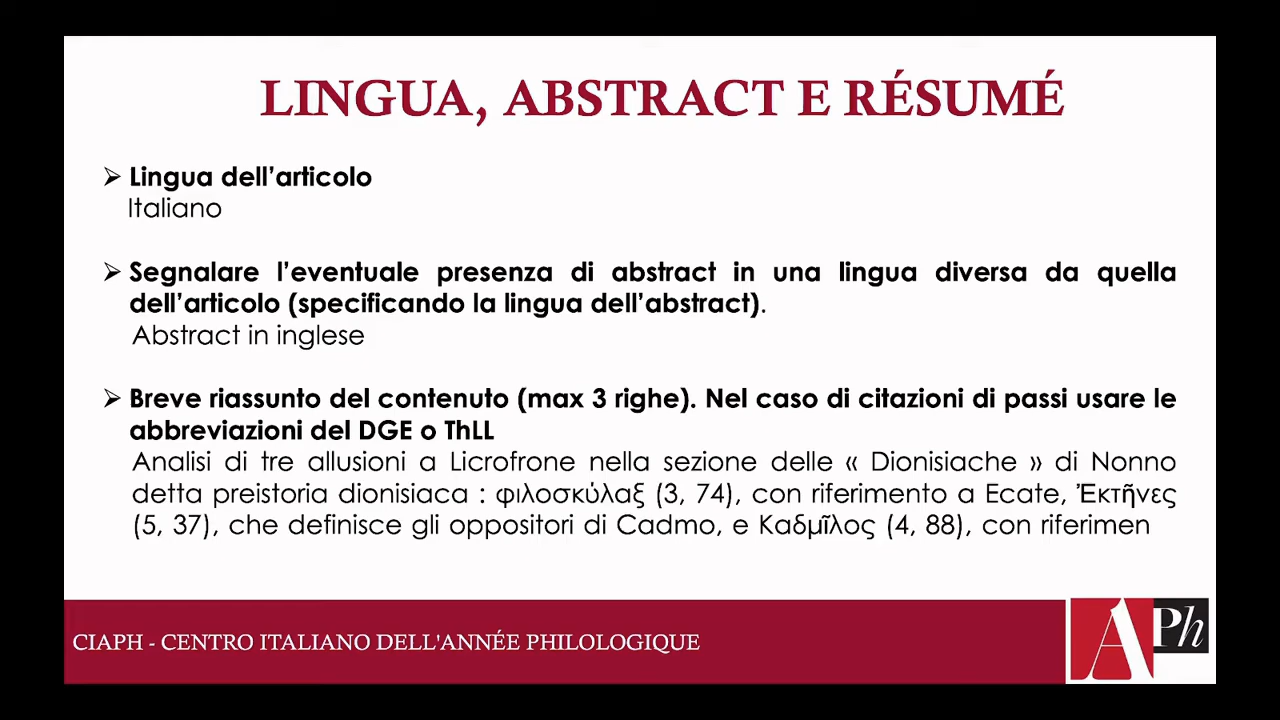 LINGUA, ABSTRACT E RÉSUMÉ
➢ Lingua dell’articolo
Italiano
➢ Segnalare l’eventuale presenza di abstract in una lingua diversa da quella
dell’articolo (specificando la lingua dell’abstract).
Abstract in inglese
➢ Breve riassunto del contenuto (max 3 righe). Nel caso di citazioni di passi usare le
abbreviazioni del DGE o ThLL
Analisi di tre allusioni a Licrofrone nella sezione delle « Dionisiache » di Nonno
detta preistoria dionisiaca : φιλοσκύλαξ (3, 74), con riferimento a Ecate, Ἐκτῆνες
(5, 37), che definisce gli oppositori di Cadmo, e Καδμῖλος (4, 88), con riferimen
CIAPH - CENTRO ITALIANO DELL'ANNÉE PHILOLOGIQUE
APh